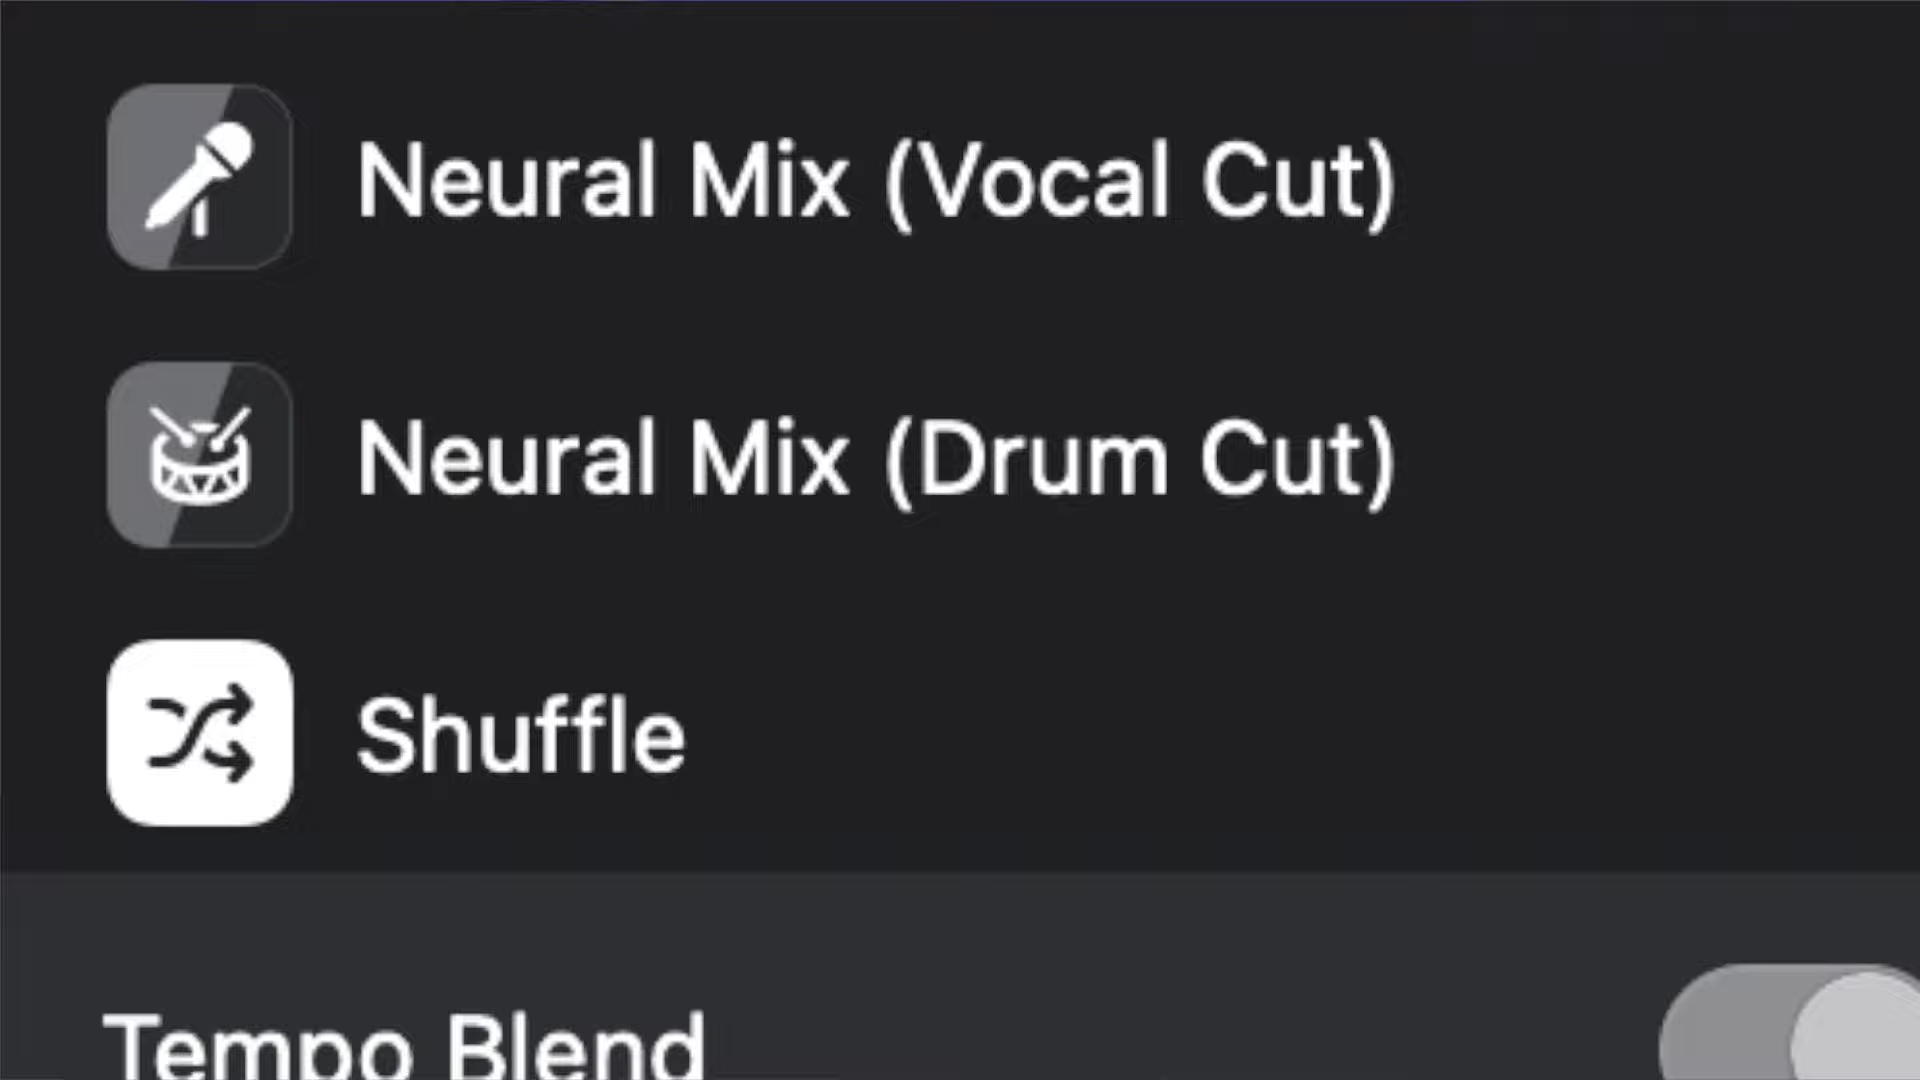 Neural Mix (Vocal Cut)
Neural Mix (Drum Cut)
Shuffle
Tempo Blend